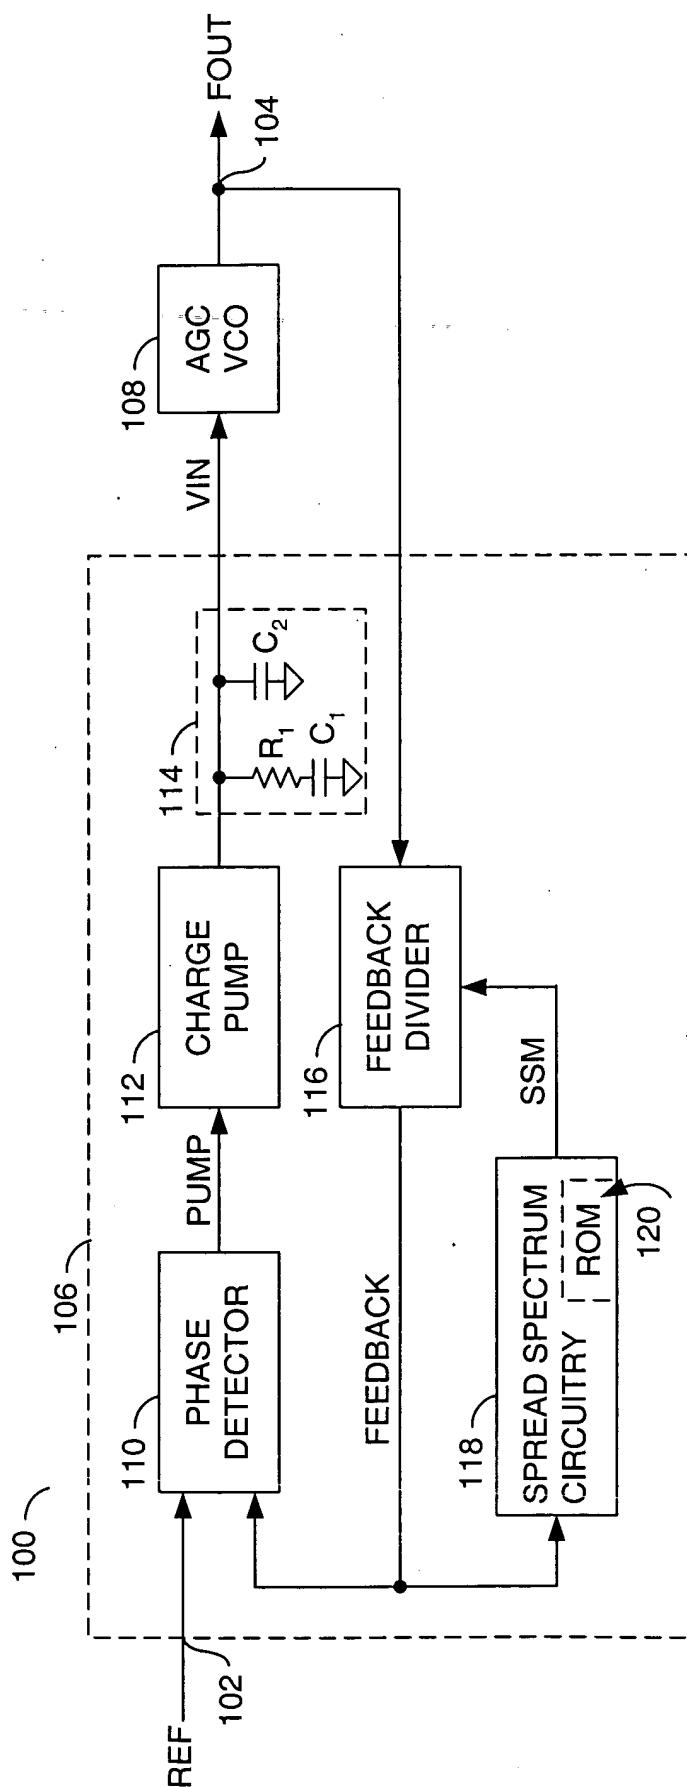 100
106
REF
102
110
PHASE
DETECTOR
PUMP
112
CHARGE
PUMP
114
R1
C1
C2
VIN
108
AGC
VCO
FOUT
104
FEEDBACK
116
FEEDBACK
DIVIDER
118
SPREAD SPECTRUM
CIRCUITRY
ROM
120
SSM